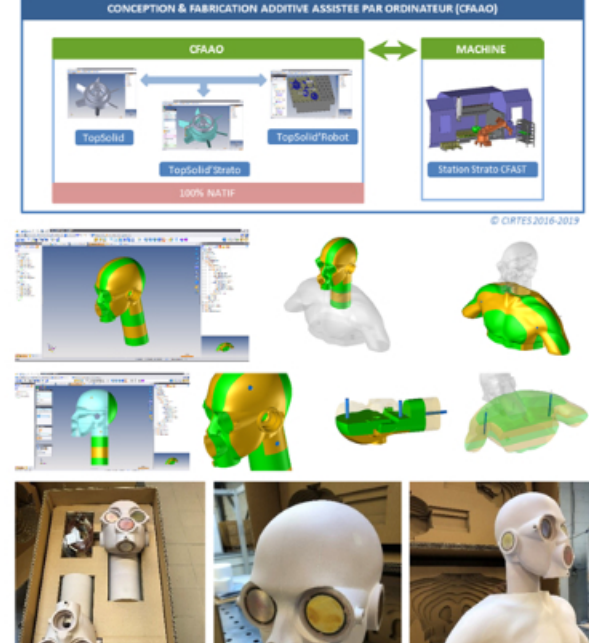 CONCEPTION & FABRICATION ADDITIVE ASSISTEE PAR ORDINATEUR (CFAAO)
CFAAO
MACHINE
TopSolid
TopSolid'Strato
TopSolid'Robot
Station Strato CFAST
100% NATIF
© CIRTES 2016-2019